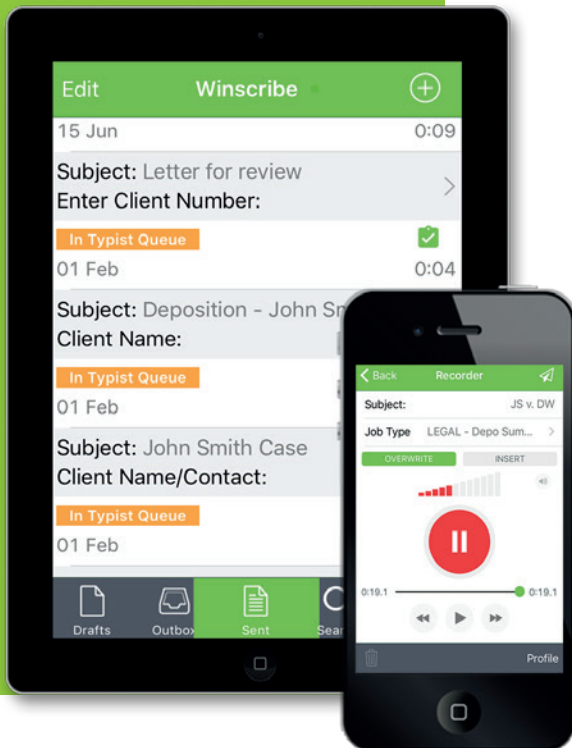 Edit Winscribe
15 Jun 0:09
Subject: Letter for review
Enter Client Number:
In Typist Queue
01 Feb 0:04
Subject: Deposition - John
Client Name:
In Typist Queue
01 Feb
Subject: John Smith Case
Client Name/Contact:
In Typist Queue
01 Feb
Drafts Outbox Sent
Back Recorder
Subject: JS v. DW
Job Type LEGAL - Depo Sum...
OVERWRITE INSERT
0:19.1 0:19.1
Profile